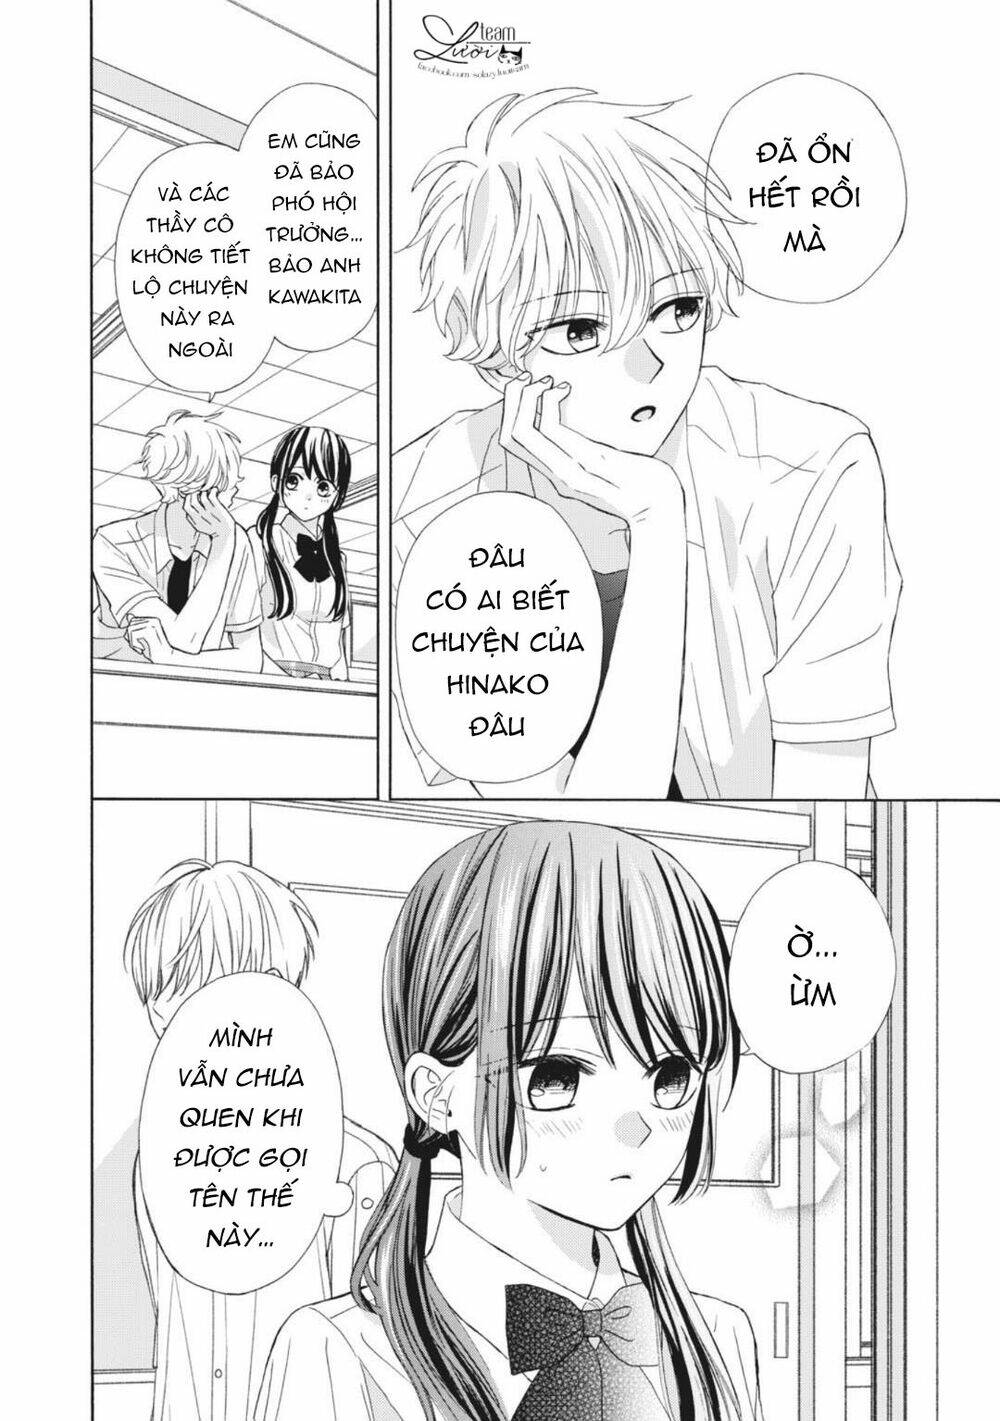 team
Lười
facebook.com/solazy.luoiteam
ĐÃ ỔN
HẾT RỒI
MÀ
ĐÂU
CÓ AI BIẾT
CHUYỆN CỦA
HINAKO
ĐÂU
EM CŨNG
ĐÃ BẢO
PHÓ HỘI
TRƯỞNG...
BẢO ANH
KAWAKITA
VÀ CÁC
THẦY CÔ
KHÔNG TIẾT
LỘ CHUYỆN
NÀY RA
NGOÀI
Ờ...
ỪM
MÌNH
VẪN CHƯA
QUEN KHI
ĐƯỢC GỌI
TÊN THẾ
NÀY...